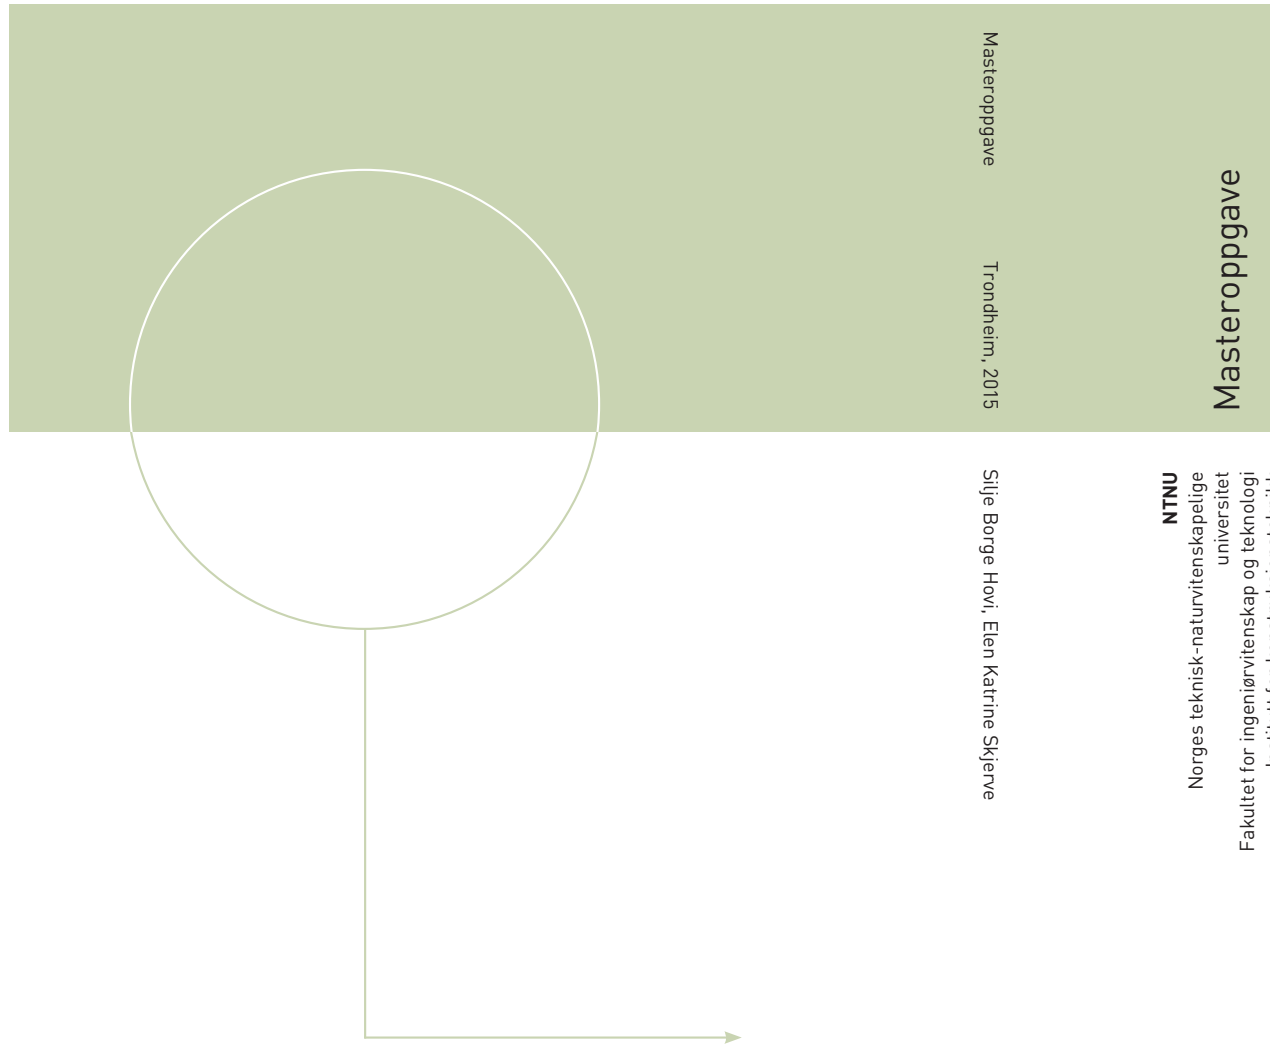 Masteroppgave
Trondheim, 2015
Silje Borge Hovi, Elen Katrine Skjerve
Masteroppgave
NTNU
Norges teknisk-naturvitenskapelige
universitet
Fakultet for ingeniørvitenskap og teknologi